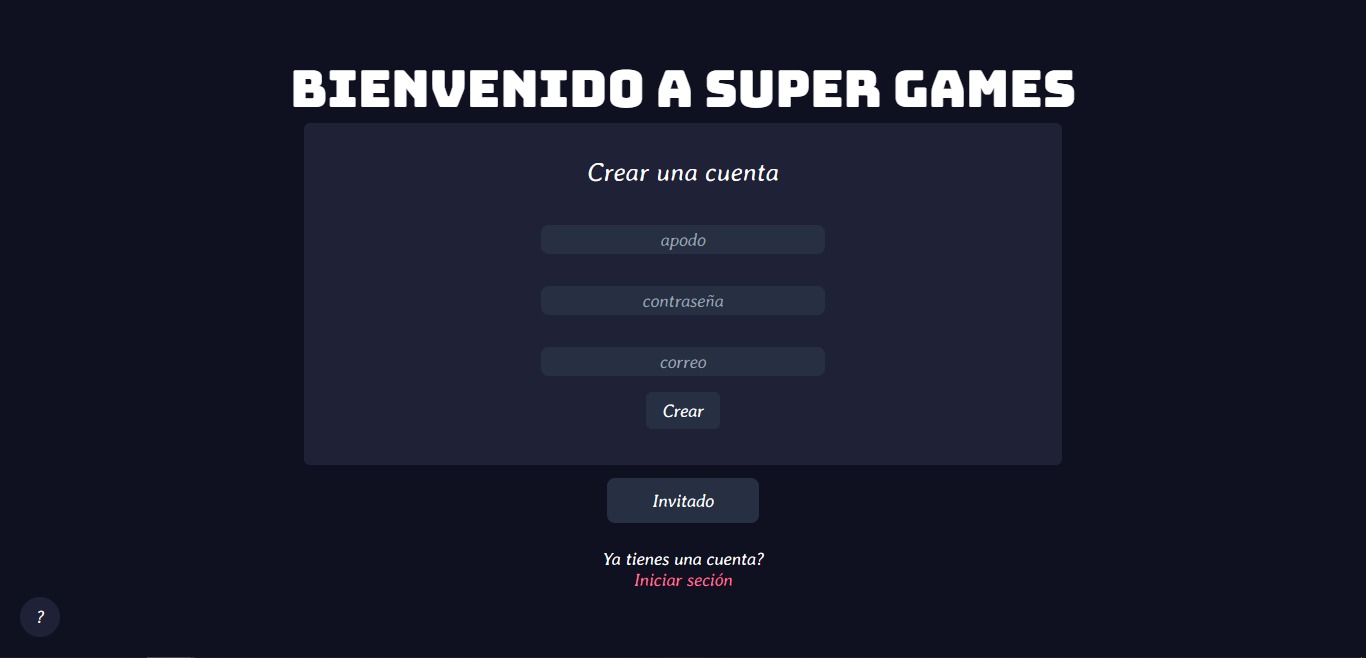 BIENVENIDO A SUPER GAMES
Crear una cuenta
apodo
contraseña
correo
Crear
Invitado
Ya tienes una cuenta?
Iniciar seción
?